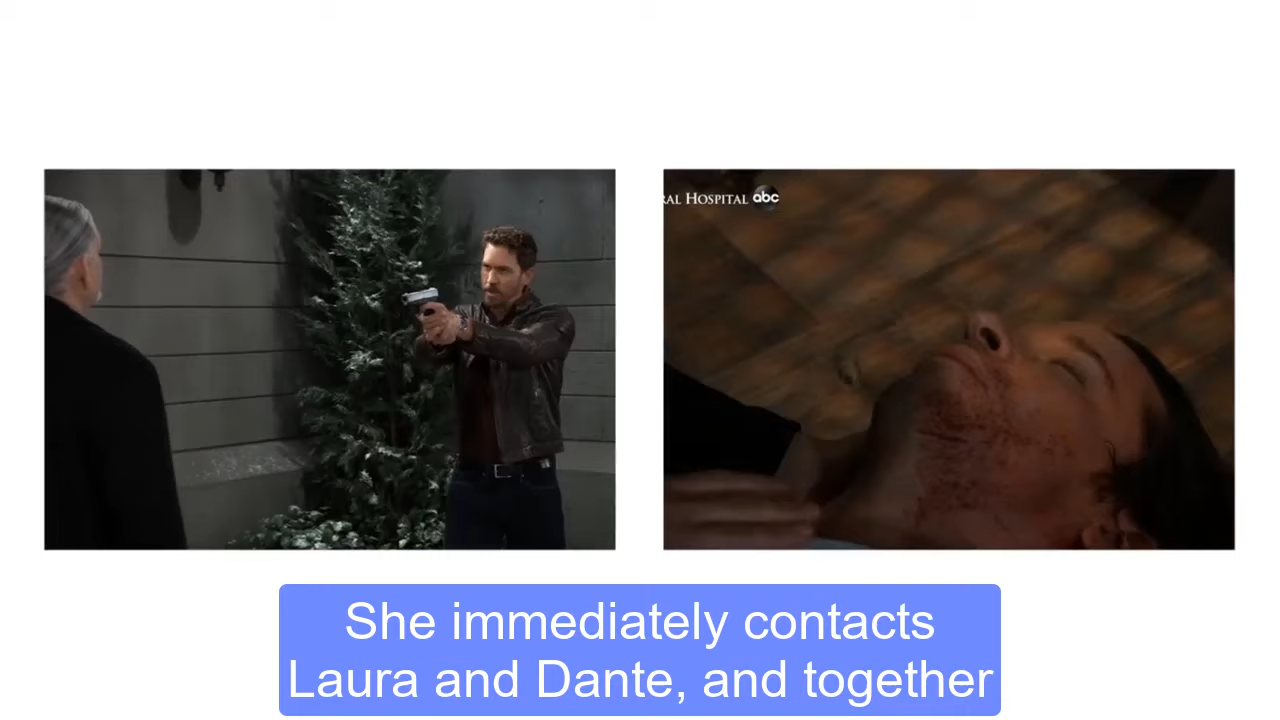 RAL HOSPITAL abc
She immediately contacts
Laura and Dante, and together